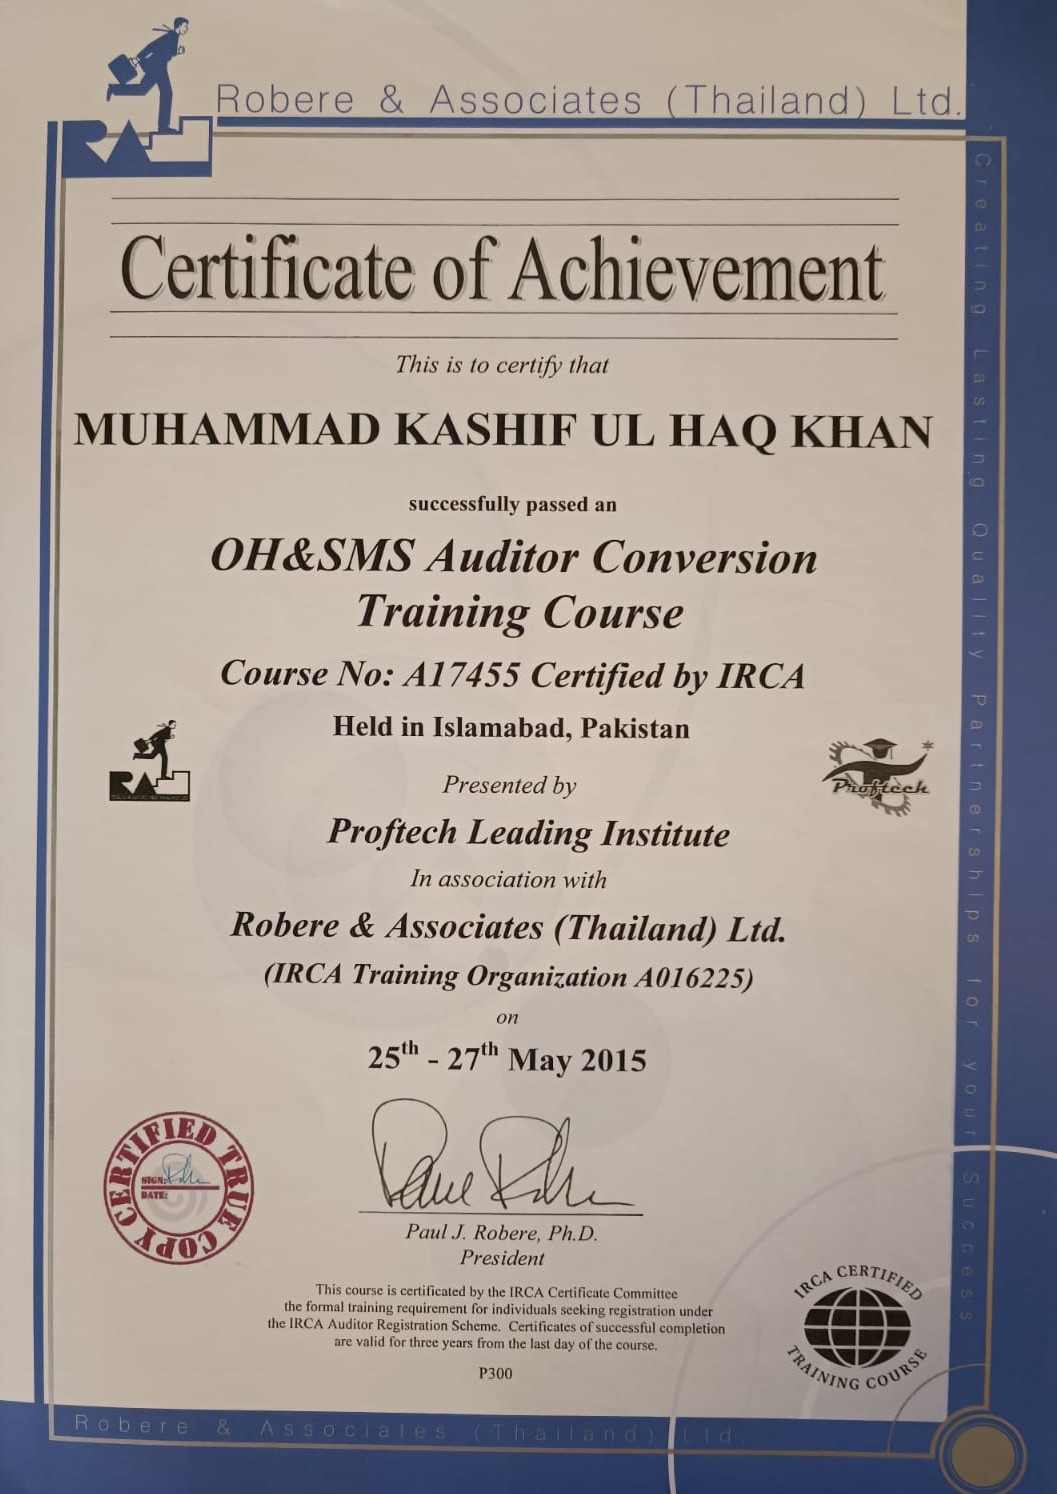 Robere & Associates (Thailand) Ltd.
RA
Certificate of Achievement
This is to certify that
MUHAMMAD KASHIF UL HAQ KHAN
successfully passed an
OH&SMS Auditor Conversion
Training Course
Course No: A17455 Certified by IRCA
Held in Islamabad, Pakistan
Presented by
Proftech
Proftech Leading Institute
In association with
Robere & Associates (Thailand) Ltd.
(IRCA Training Organization A016225)
on
25th - 27th May 2015
CERTIFIED TRUE COPY
SIGN:
DATE:
Paul J. Robere, Ph.D.
President
This course is certificated by the IRCA Certificate Committee
the formal training requirement for individuals seeking registration under
the IRCA Auditor Registration Scheme. Certificates of successful completion
are valid for three years from the last day of the course.
P300
IRCA CERTIFIED
TRAINING COURSE
Creating Lasting Quality Partnerships for your Success
Robere & Associates (Thailand) Ltd.